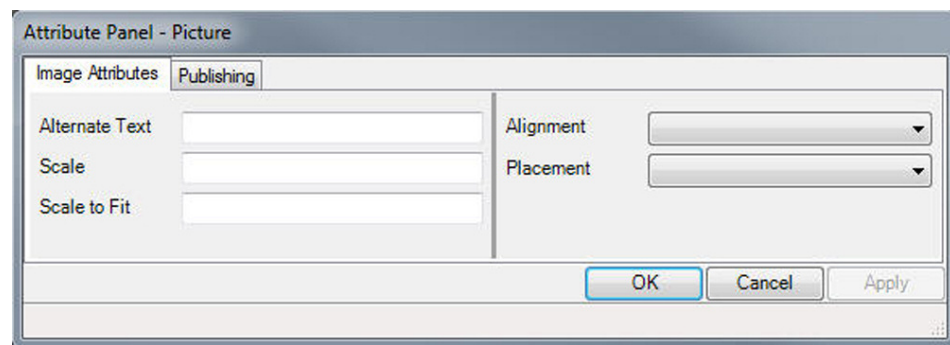 Attribute Panel - Picture
Image Attributes Publishing
Alternate Text
Scale
Scale to Fit
Alignment
Placement
OK Cancel Apply